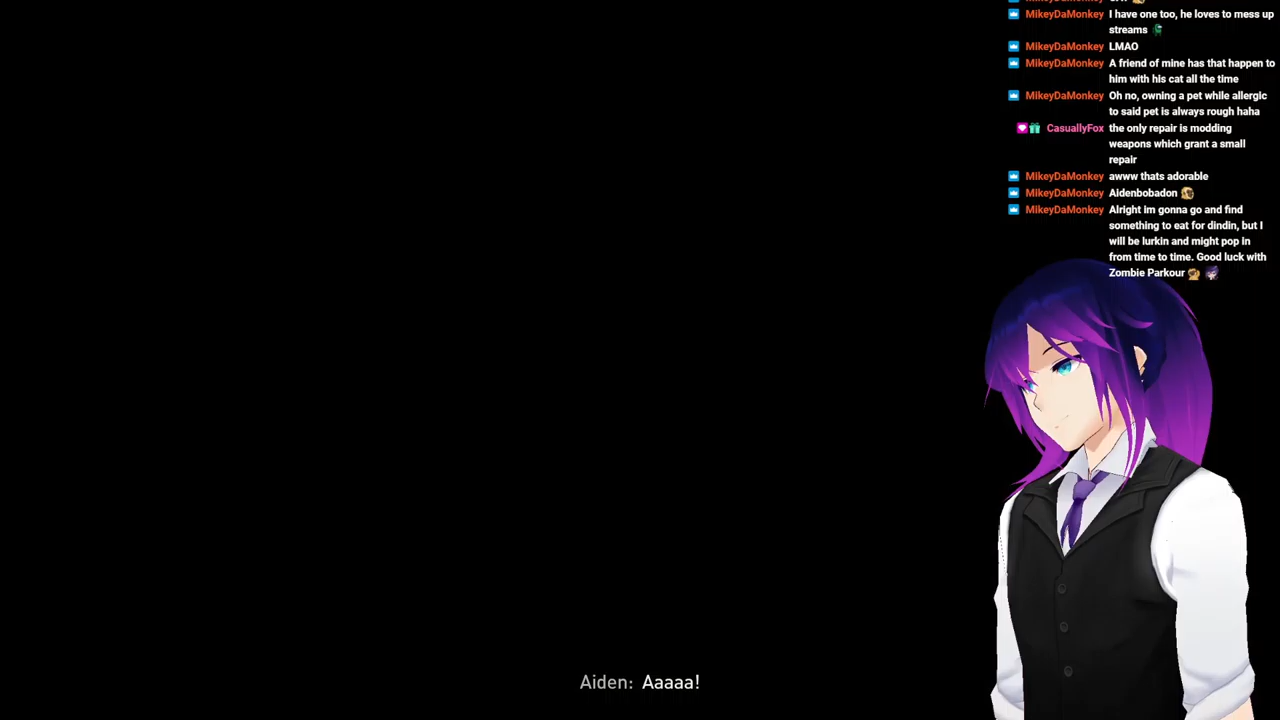 MikeyDaMonkey I have one too, he loves to mess up
streams
MikeyDaMonkey LMAO
MikeyDaMonkey A friend of mine has that happen to
him with his cat all the time
MikeyDaMonkey Oh no, owning a pet while allergic
to said pet is always rough haha
CasuallyFox the only repair is modding
weapons which grant a small
repair
MikeyDaMonkey awww thats adorable
MikeyDaMonkey Aidenbobadon
MikeyDaMonkey Alright im gonna go and find
something to eat for dindin, but I
will be lurkin and might pop in
from time to time. Good luck with
Zombie Parkour
Aiden: Aaaaa!